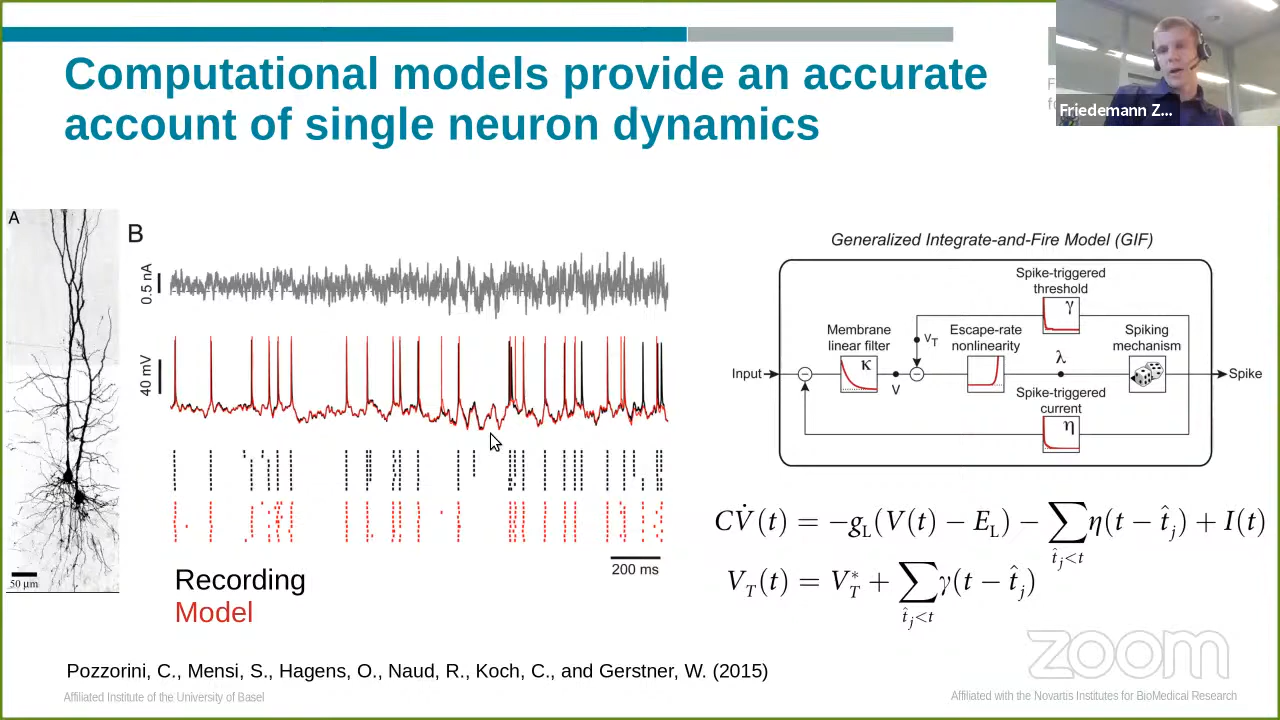 Computational models provide an accurate
account of single neuron dynamics
Friedemann Z...
A
50 μm
B
0.5 nA
40 mV
200 ms
Recording
Model
Generalized Integrate-and-Fire Model (GIF)
Spike-triggered
threshold
γ
Membrane
linear filter
κ
V_T
Escape-rate
nonlinearity
λ
Spiking
mechanism
Input
−
V
−
Spike
Spike-triggered
current
η
CV̇(t) = −g_L(V(t) − E_L) − ∑_{t̂_j<t} η(t − t̂_j) + I(t)
V_T(t) = V_T^* + ∑_{t̂_j<t} γ(t − t̂_j)
zoom
Pozzorini, C., Mensi, S., Hagens, O., Naud, R., Koch, C., and Gerstner, W. (2015)
Affiliated Institute of the University of Basel
Affiliated with the Novartis Institutes for BioMedical Research